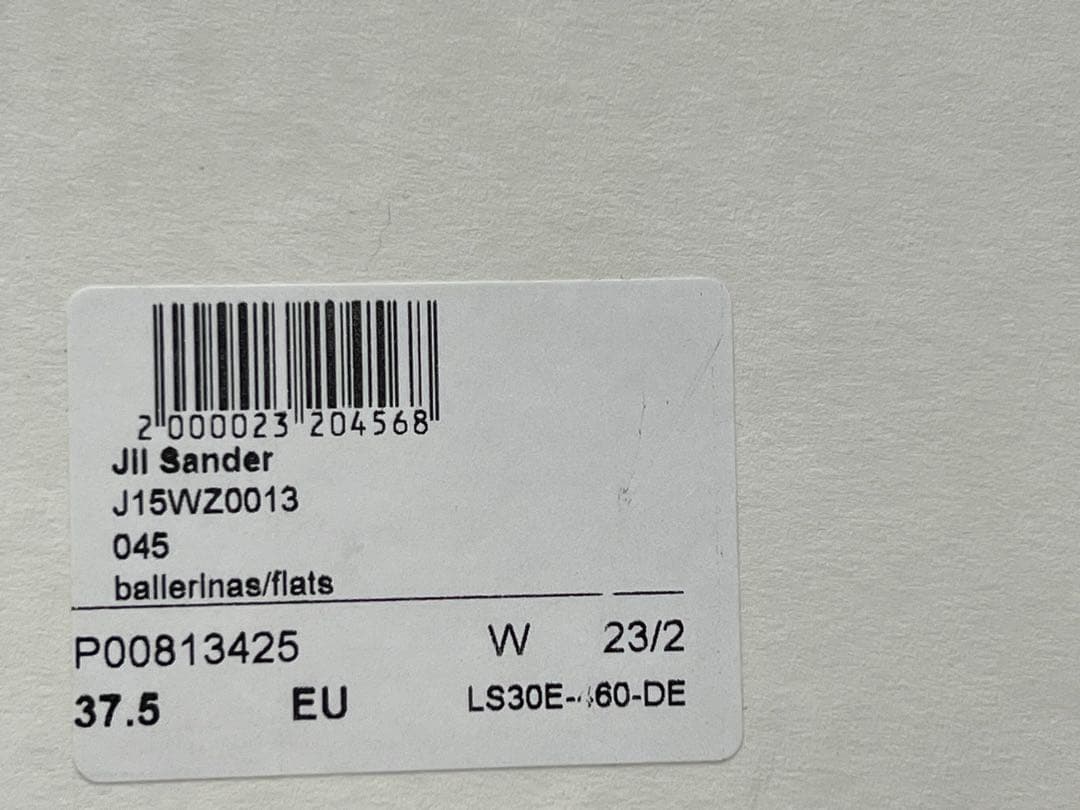 2 000023 204568
Jil Sander
J15WZ0013
045
ballerinas/flats
P00813425 W 23/2
37.5 EU